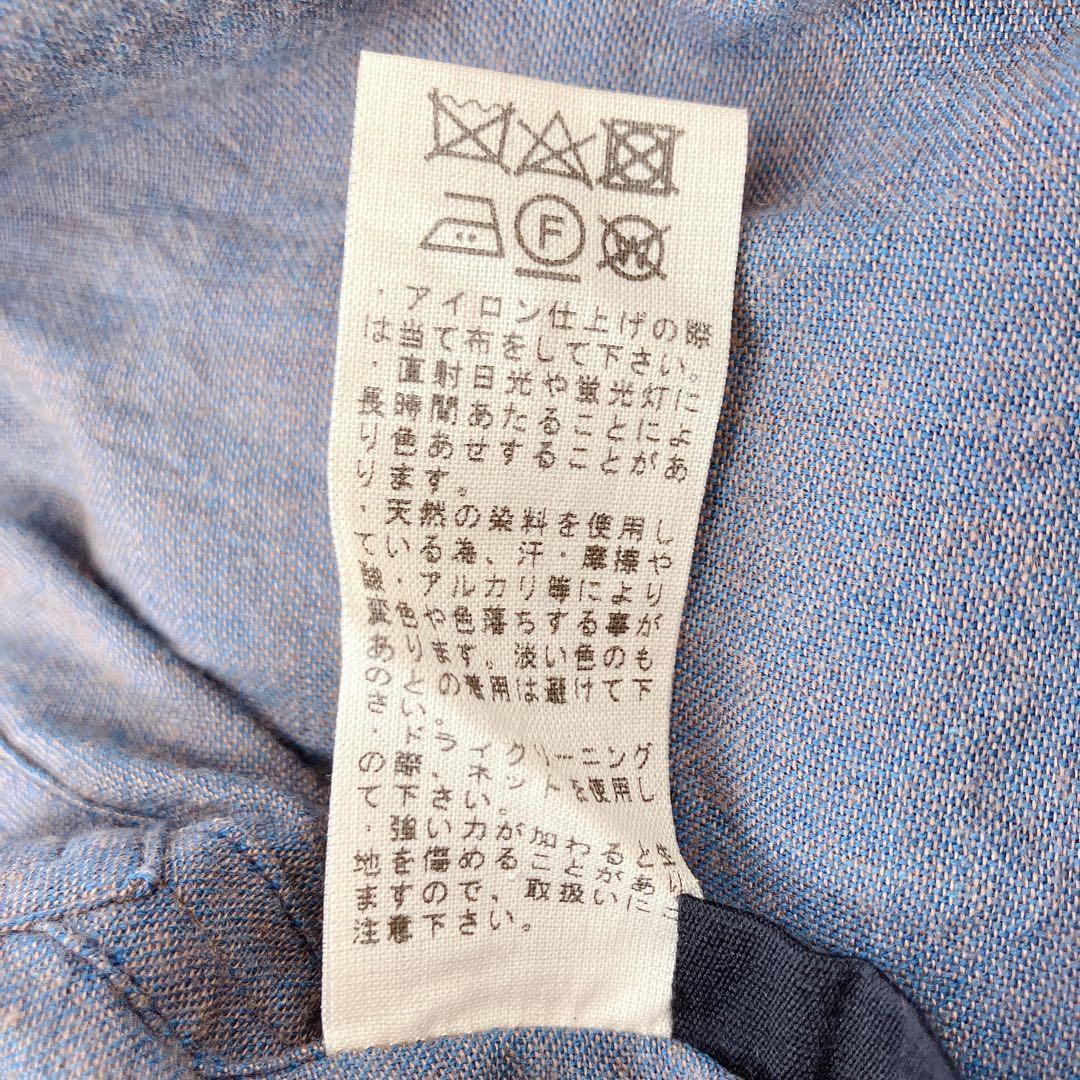 F
W
・アイロン仕上げの際
は当て布をして下さい。
・直射日光や蛍光灯に
長時間あたることによ
り色あせすることがあ
ります。
・天然の染料を使用し
ている為、汗・摩擦や
酸・アルカリ等により
変色や色落ちする事が
あります。淡い色のも
のとの着用は避けて下
さい。
・ドライクリーニング
の際、ネットを使用し
て下さい。
・強い力が加わると生
地を傷めることがあり
ますので、取扱いにご
注意下さい。